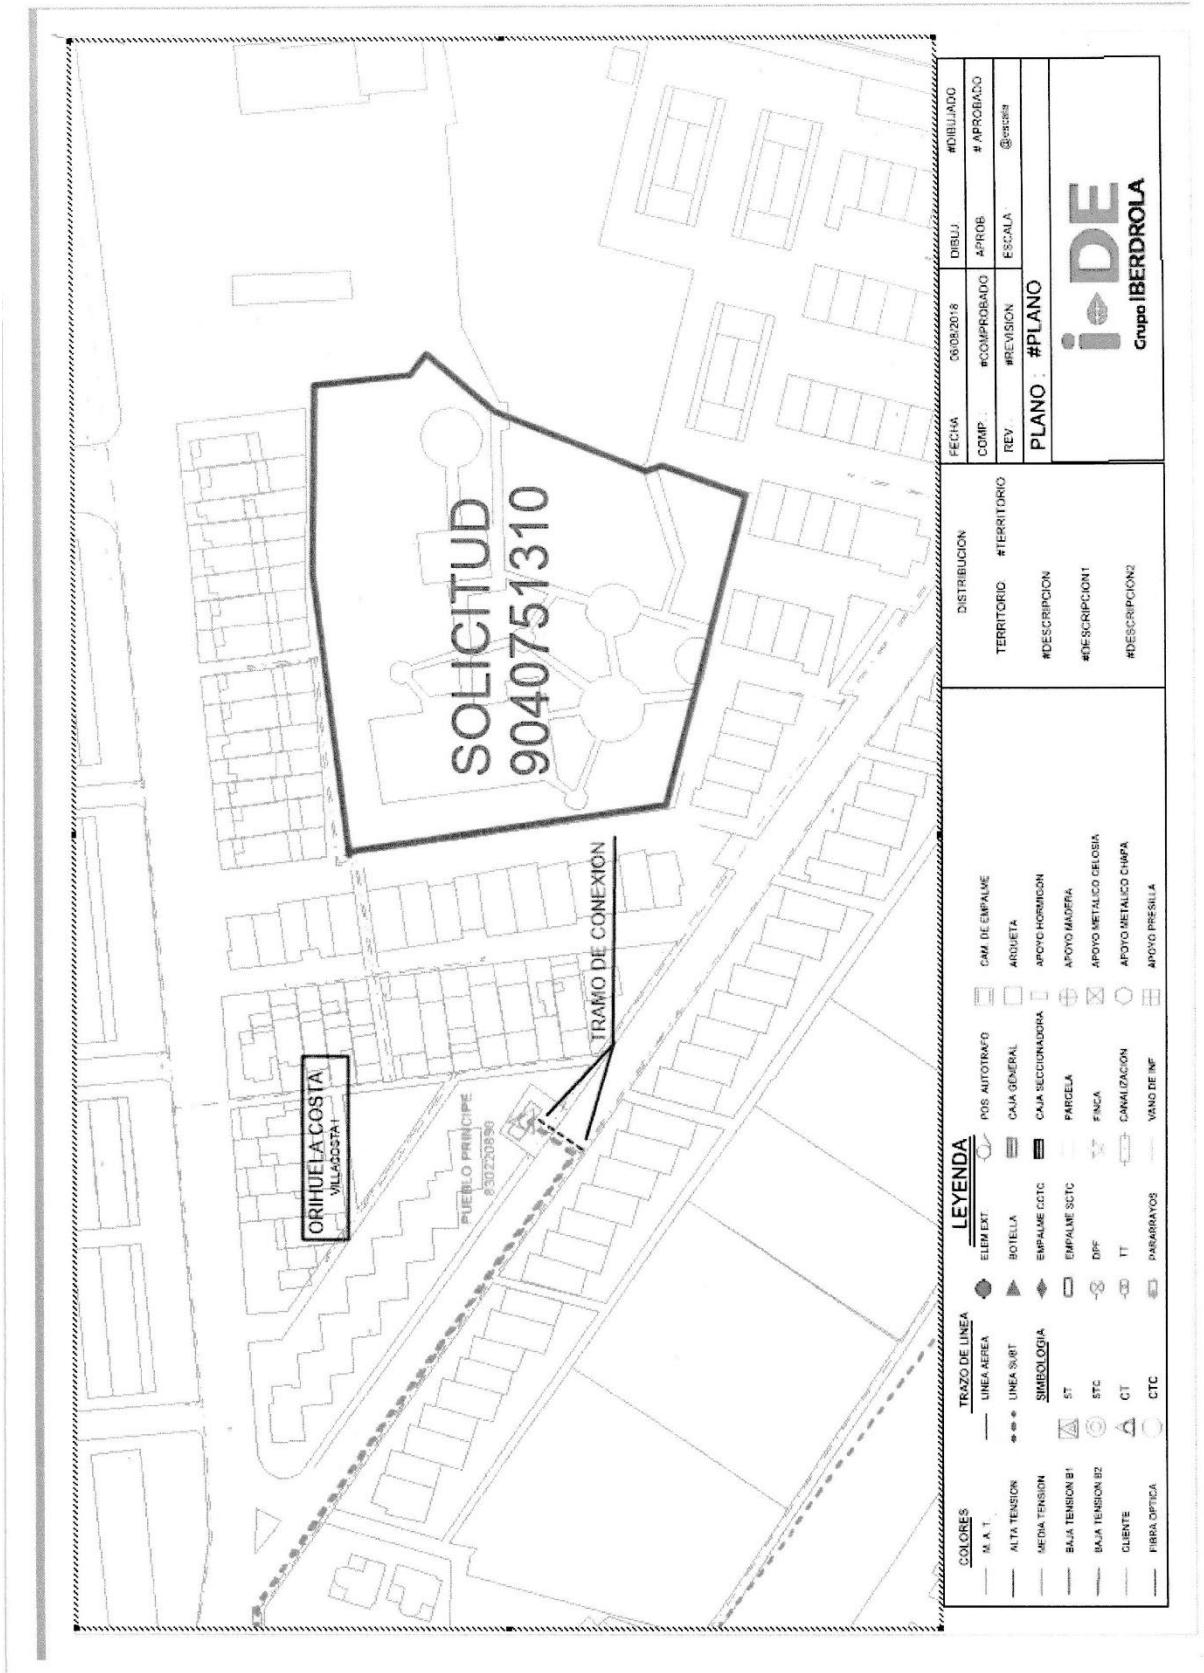 SOLICITUD
9040751310
TRAMO DE CONEXION
ORIHUELA COSTA
VILLACOSTA I
PUEBLO PRINCIPE
830220890
COLORES
M. A.T.
ALTA TENSION
MEDIA TENSION
BAJA TENSION B1
BAJA TENSION B2
CLIENTE
FIBRA OPTICA
TRAZO DE LINEA
LINEA AEREA
LINEA SUBT
SIMBOLOGIA
ST
STC
CT
CTC
LEYENDA
ELEM EXT
BOTELLA
EMPALME CCTC
EMPALME SCTC
DPF
TT
PARARRAYOS
POS AUTOTRAFO
CAJA GENERAL
CAJA SECCIONADORA
PARCELA
FINCA
CANALIZACION
VANO DE INF
CAM. DE EMPALME
ARQUETA
APOYO HORMIGON
APOYO MADERA
APOYO METALICO CELOSIA
APOYO METALICO CHAPA
APOYO PRESILLA
DISTRIBUCION
TERRITORIO #TERRITORIO
#DESCRIPCION
#DESCRIPCION1
#DESCRIPCION2
FECHA 06/08/2018 DIBUJ. #DIBUJADO
COMP. : #COMPROBADO APROB # APROBADO
REV : #REVISION ESCALA : @escala
PLANO : #PLANO
i-DE
Grupo IBERDROLA